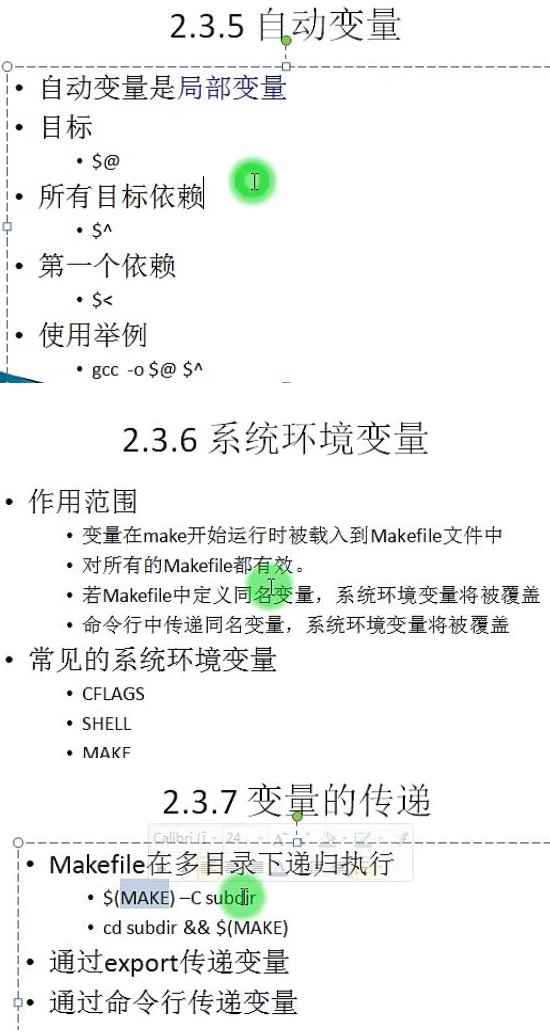 2.3.5 自动变量
• 自动变量是局部变量
• 目标
• $@
• 所有目标依赖
• $^
• 第一个依赖
• $<
• 使用举例
• gcc -o $@ $^
2.3.6 系统环境变量
• 作用范围
• 变量在make开始运行时被载入到Makefile文件中
• 对所有的Makefile都有效。
• 若Makefile中定义同名变量，系统环境变量将被覆盖
• 命令行中传递同名变量，系统环境变量将被覆盖
• 常见的系统环境变量
• CFLAGS
• SHELL
• MAKE
2.3.7 变量的传递
Calibri (正 24
• Makefile在多目录下递归执行
• $(MAKE) –C subdir
• cd subdir && $(MAKE)
• 通过export传递变量
• 通过命令行传递变量